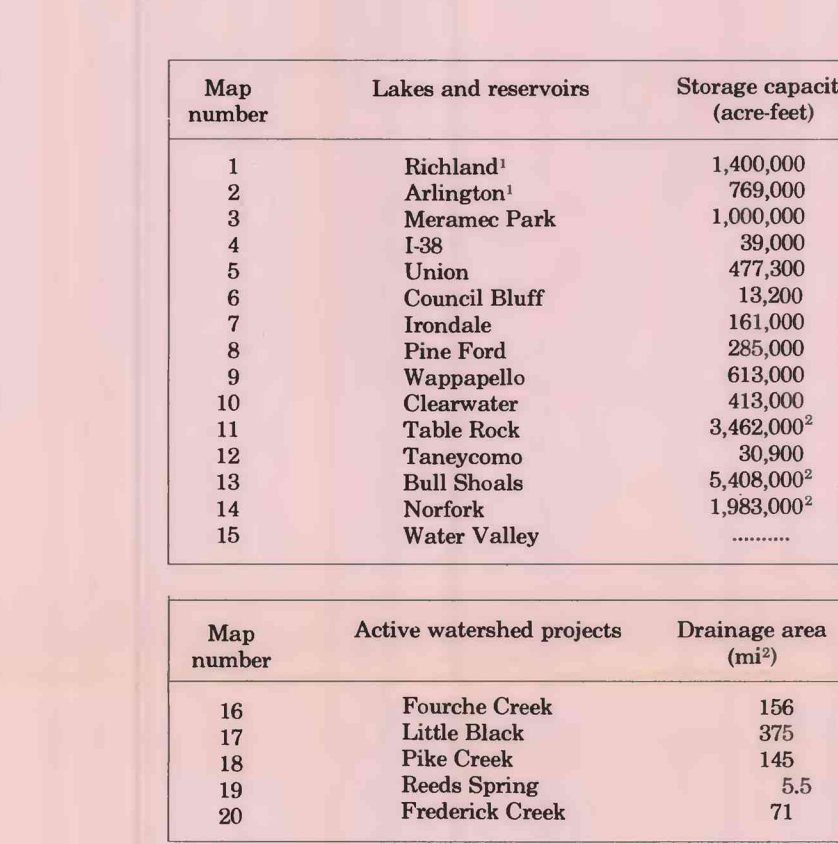 Map number Lakes and reservoirs Storage capacit (acre-feet)
1 Richland¹ 1,400,000
2 Arlington¹ 769,000
3 Meramec Park 1,000,000
4 I-38 39,000
5 Union 477,300
6 Council Bluff 13,200
7 Irondale 161,000
8 Pine Ford 285,000
9 Wappapello 613,000
10 Clearwater 413,000
11 Table Rock 3,462,000²
12 Taneycomo 30,900
13 Bull Shoals 5,408,000²
14 Norfork 1,983,000²
15 Water Valley ..........
Map number Active watershed projects Drainage area (mi²)
16 Fourche Creek 156
17 Little Black 375
18 Pike Creek 145
19 Reeds Spring 5.5
20 Frederick Creek 71